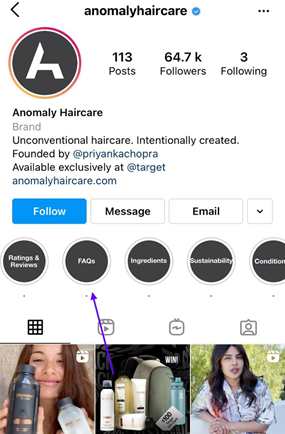 anomalyhaircare
113
Posts
64.7 k
Followers
3
Following
Anomaly Haircare
Brand
Unconventional haircare. Intentionally created.
Founded by @priyankachopra
Available exclusively at @target
anomalyhaircare.com
Follow
Message
Email
Ratings &
Reviews
FAQs
Ingredients
Sustainability
Condition
WIN!
$100